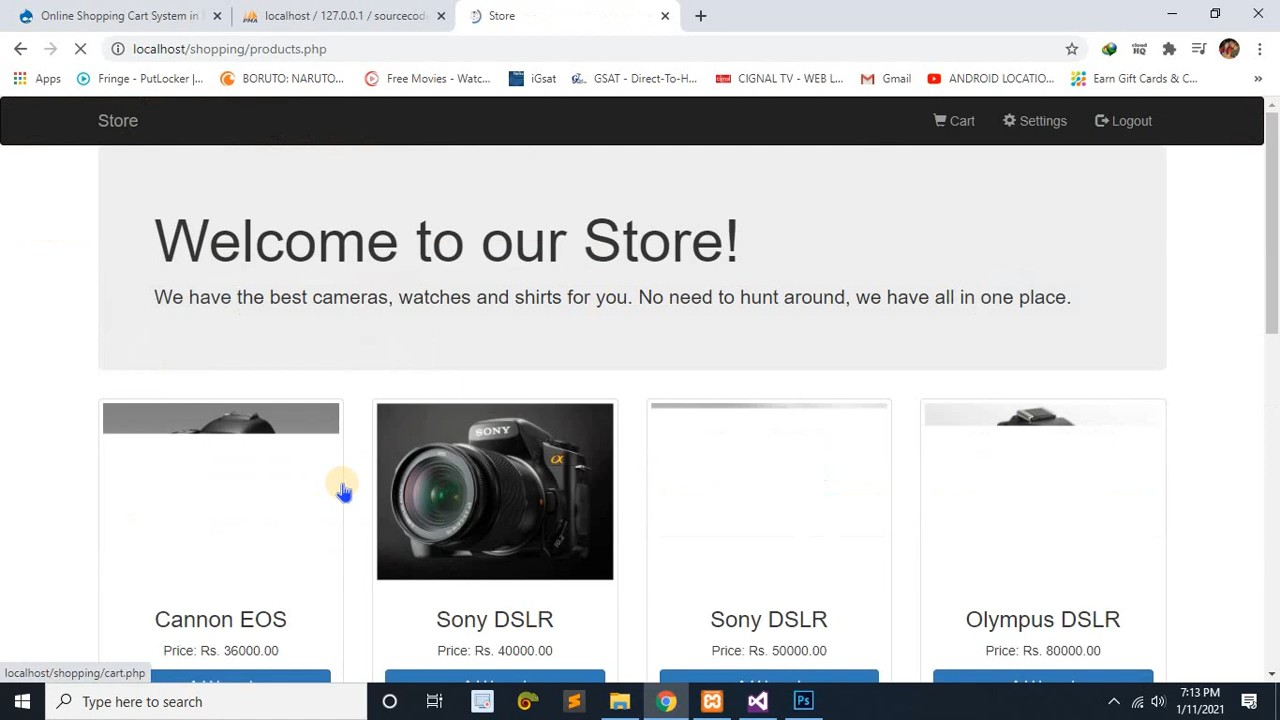 Online Shopping Cart System in
localhost / 127.0.0.1 / sourcecod
Store
localhost/shopping/products.php
Apps
Fringe - PutLocker |...
BORUTO: NARUTO...
Free Movies - Watc...
iGsat
GSAT - Direct-To-H...
CIGNAL TV - WEB L...
Gmail
ANDROID LOCATIO...
Earn Gift Cards & C...
Store
Cart
Settings
Logout
Welcome to our Store!
We have the best cameras, watches and shirts for you. No need to hunt around, we have all in one place.
SONY
α
Cannon EOS
Sony DSLR
Sony DSLR
Olympus DSLR
Price: Rs. 36000.00
Price: Rs. 40000.00
Price: Rs. 50000.00
Price: Rs. 80000.00
localhost/shopping/cart.php
Type here to search
7:13 PM
1/11/2021